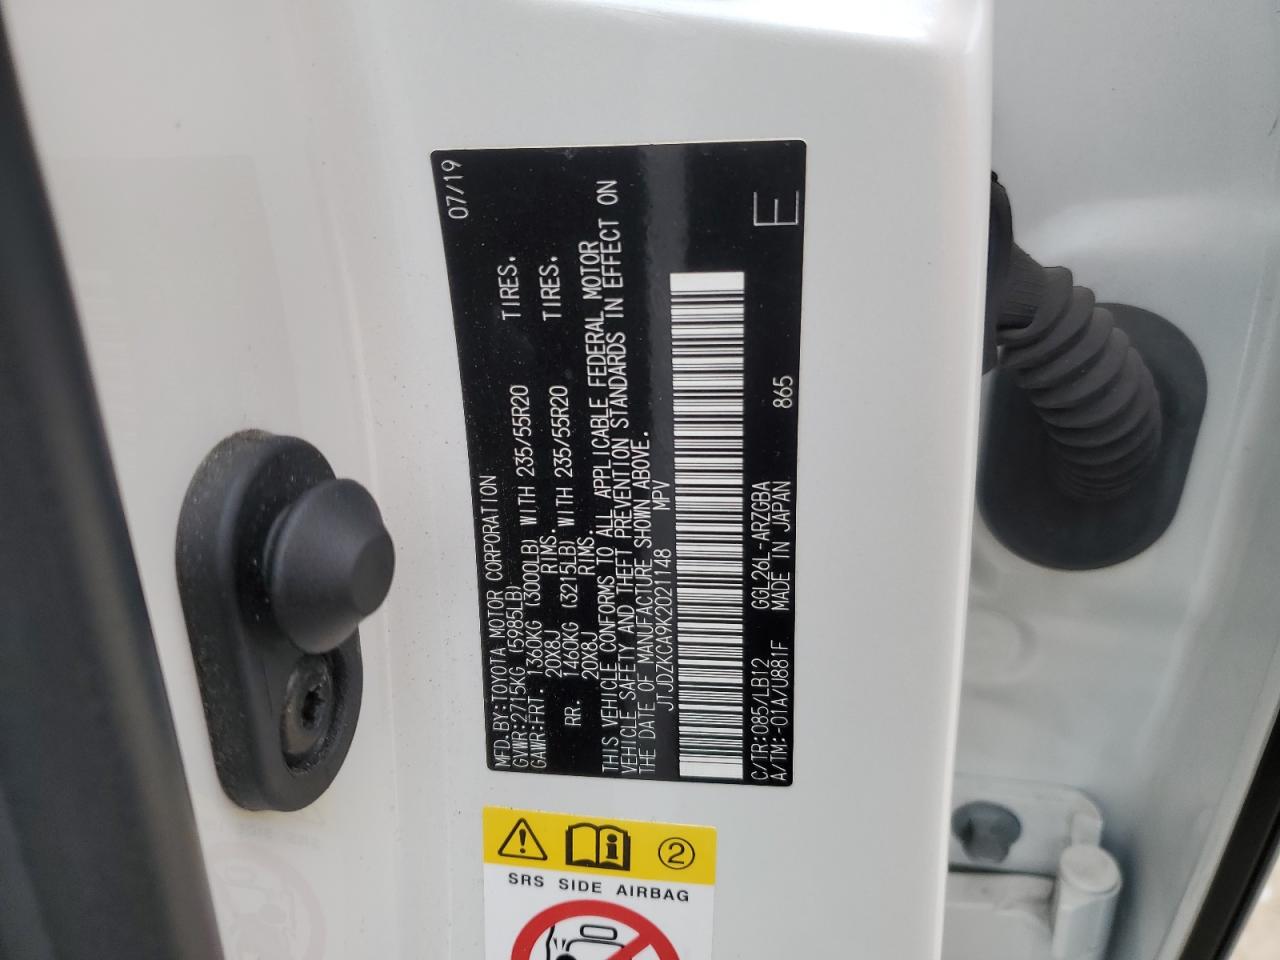 MFD.BY:TOYOTA MOTOR CORPORATION 07/19
GVWR:2715KG (5985LB)
GAWR:FRT. 1360KG (3000LB) WITH 235/55R20 TIRES.
20X8J RIMS.
RR. 1460KG (3215LB) WITH 235/55R20 TIRES.
20X8J RIMS.
THIS VEHICLE CONFORMS TO ALL APPLICABLE FEDERAL MOTOR
VEHICLE SAFETY AND THEFT PREVENTION STANDARDS IN EFFECT ON
THE DATE OF MANUFACTURE SHOWN ABOVE.
JTJDZKCA9K2021148 MPV
C/TR:085/LB12 GGL26L-ARZGBA 865 E
A/TM:-01A/U881F MADE IN JAPAN
2
SRS SIDE AIRBAG